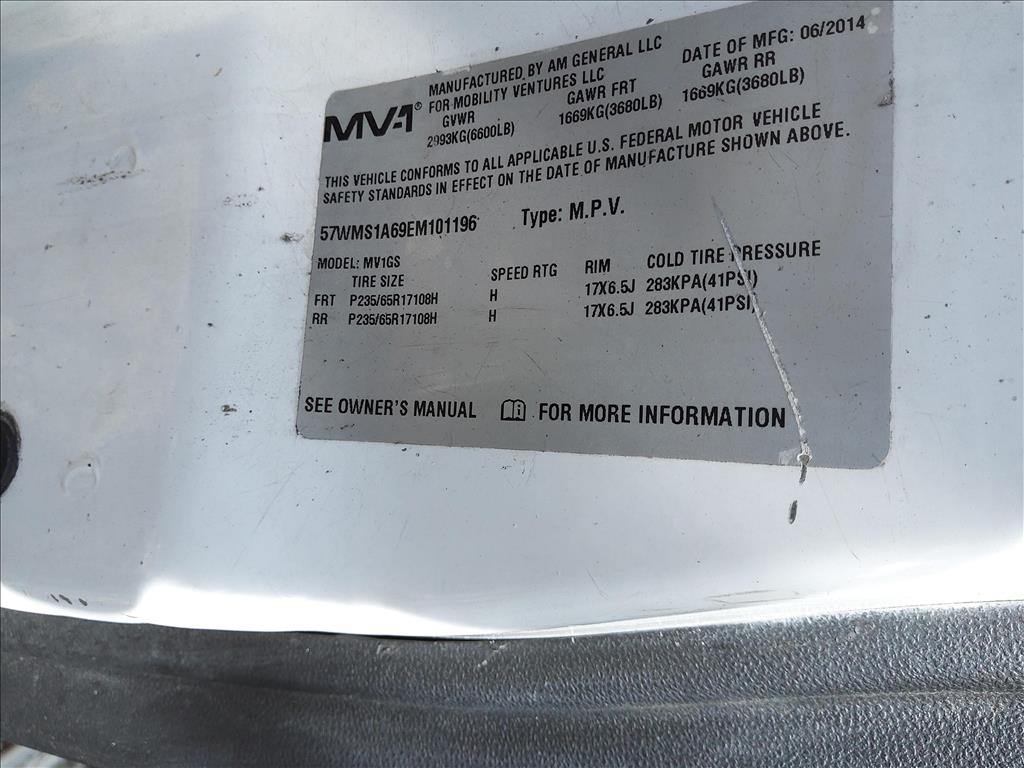 MV-1®
MANUFACTURED BY AM GENERAL LLC
FOR MOBILITY VENTURES LLC
DATE OF MFG: 06/2014
GVWR GAWR FRT GAWR RR
2993KG(6600LB) 1669KG(3680LB) 1669KG(3680LB)
THIS VEHICLE CONFORMS TO ALL APPLICABLE U.S. FEDERAL MOTOR VEHICLE
SAFETY STANDARDS IN EFFECT ON THE DATE OF MANUFACTURE SHOWN ABOVE.
57WMS1A69EM101196 Type: M.P.V.
MODEL: MV1GS
TIRE SIZE SPEED RTG RIM COLD TIRE PRESSURE
FRT P235/65R17108H H 17X6.5J 283KPA(41PSI)
RR P235/65R17108H H 17X6.5J 283KPA(41PSI)
SEE OWNER'S MANUAL FOR MORE INFORMATION